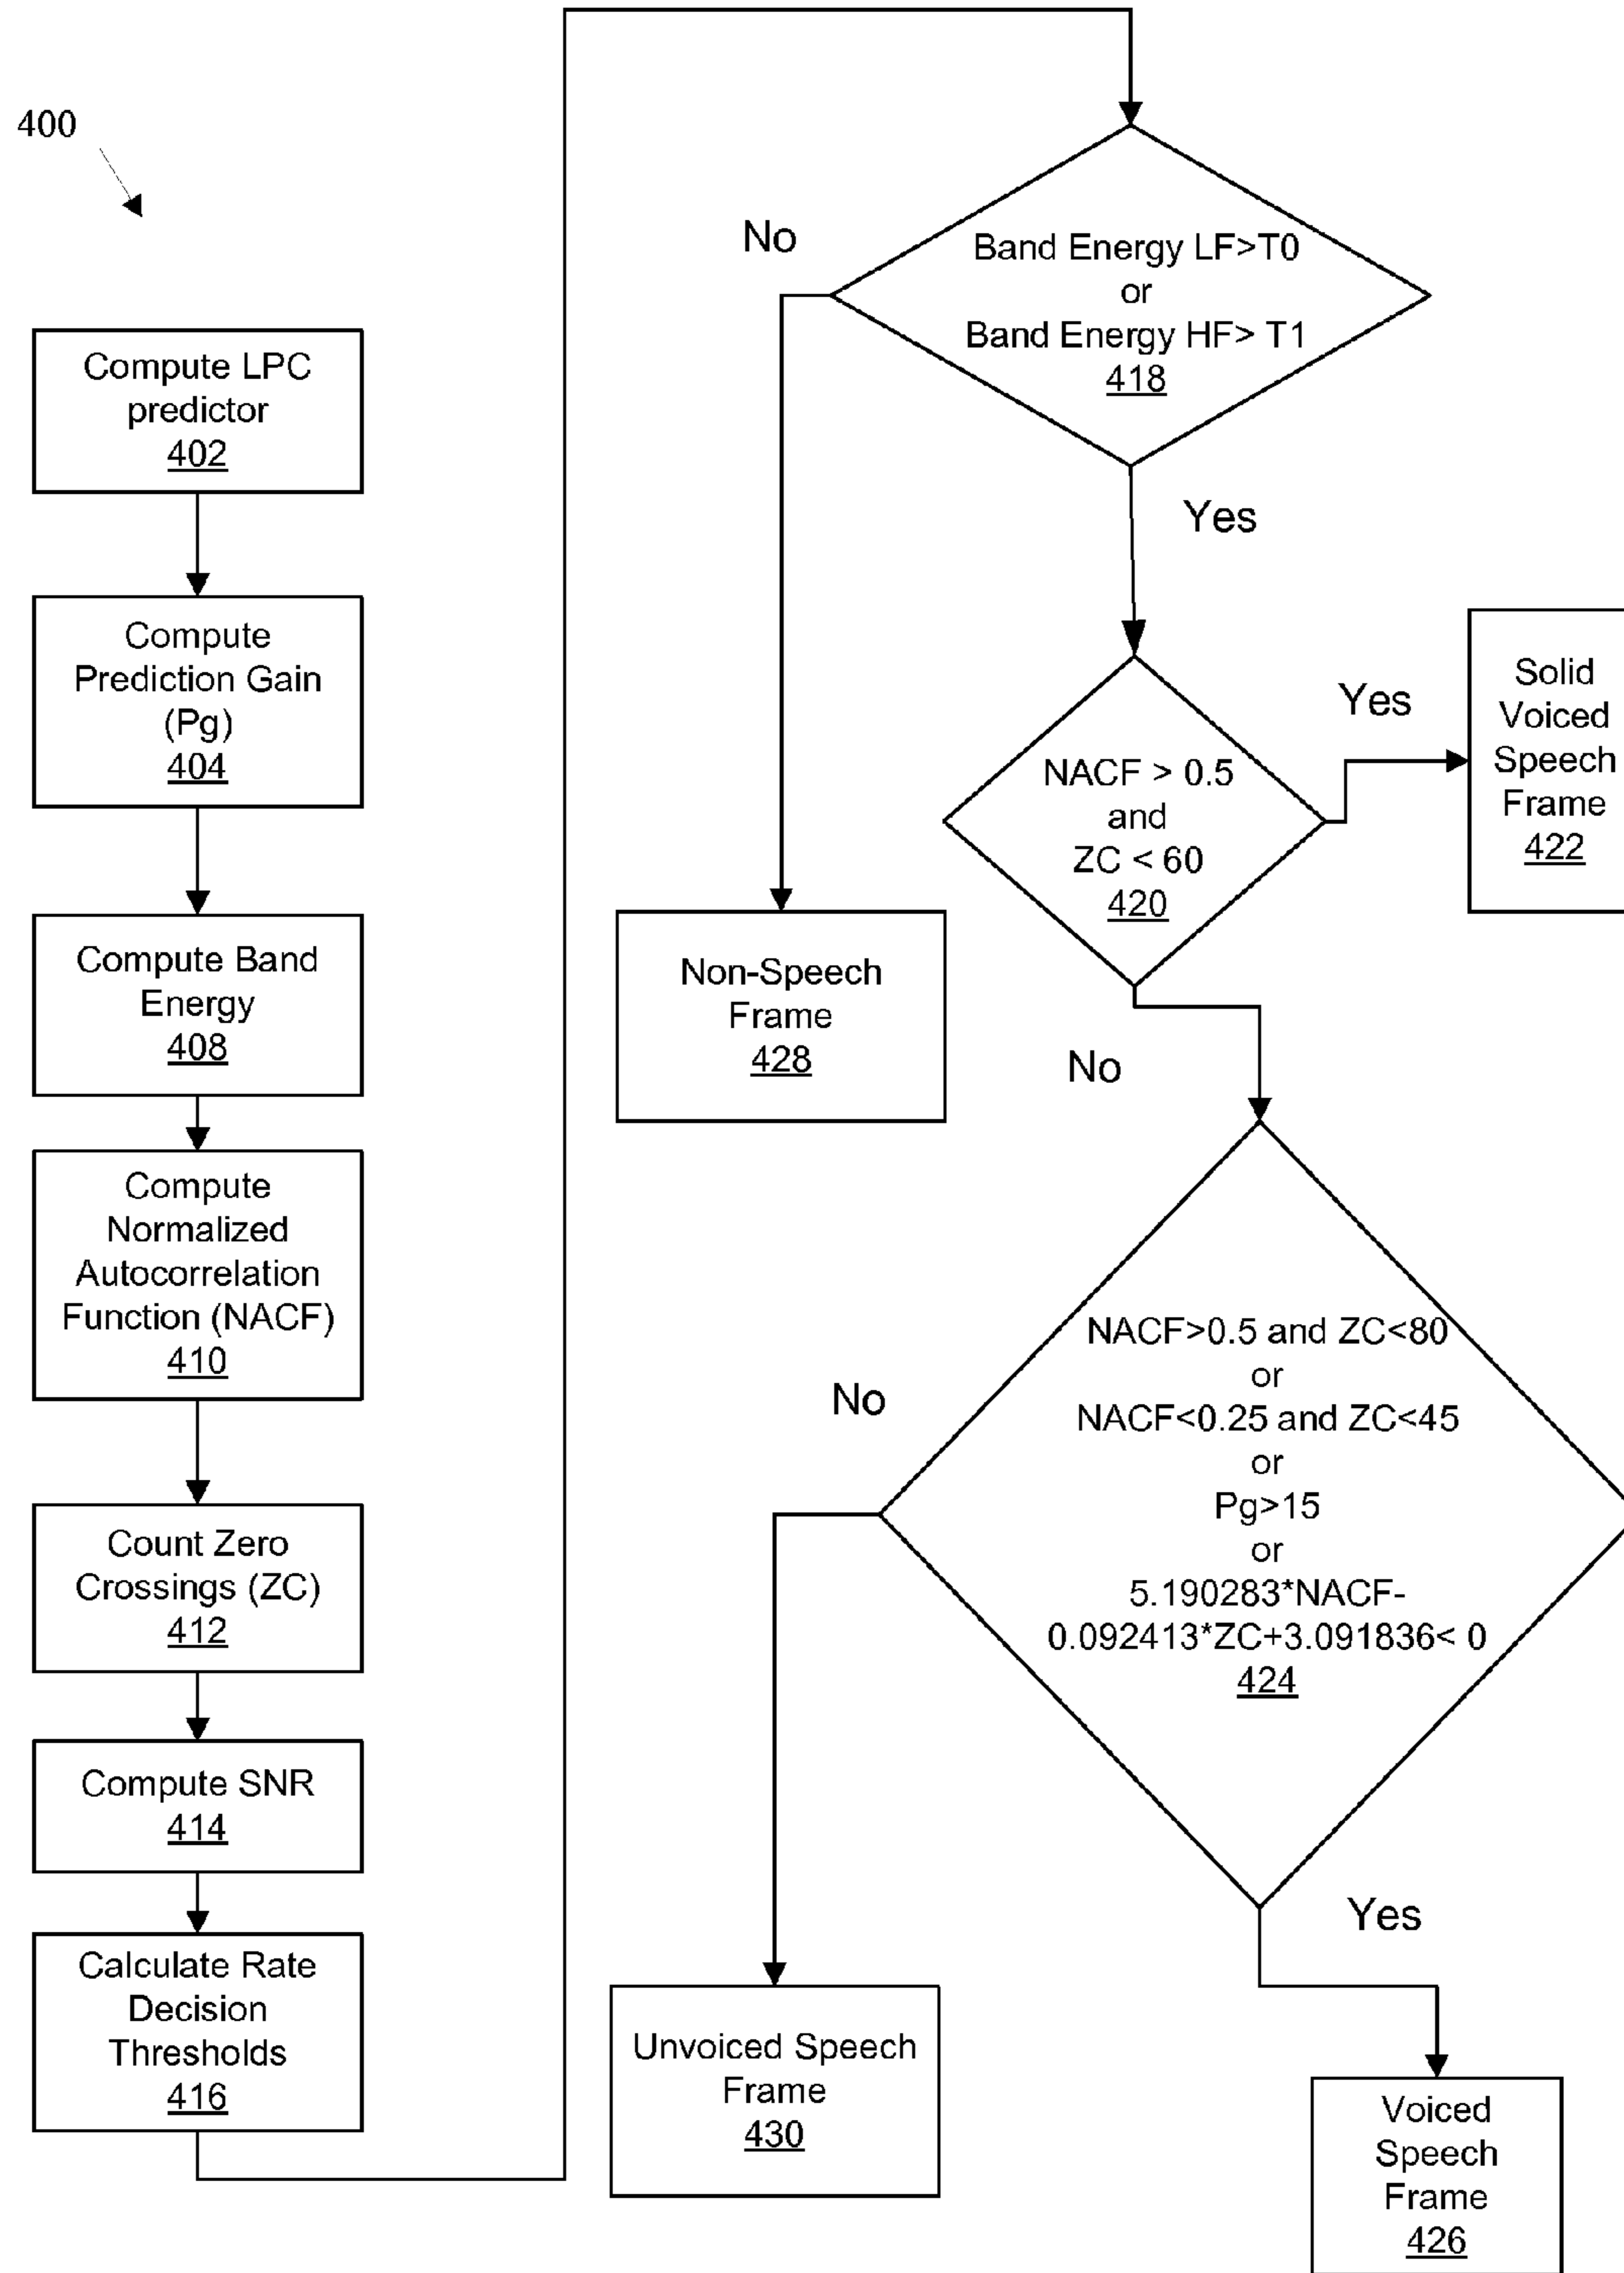 400
Compute LPC
predictor
402
Compute
Prediction Gain
(Pg)
404
Compute Band
Energy
408
Compute
Normalized
Autocorrelation
Function (NACF)
410
Count Zero
Crossings (ZC)
412
Compute SNR
414
Calculate Rate
Decision
Thresholds
416
Band Energy LF>T0
or
Band Energy HF> T1
418
No
Yes
NACF > 0.5
and
ZC < 60
420
Yes
Solid
Voiced
Speech
Frame
422
Non-Speech
Frame
428
No
NACF>0.5 and ZC<80
or
NACF<0.25 and ZC<45
or
Pg>15
or
5.190283*NACF-
0.092413*ZC+3.091836< 0
424
No
Yes
Unvoiced Speech
Frame
430
Voiced
Speech
Frame
426